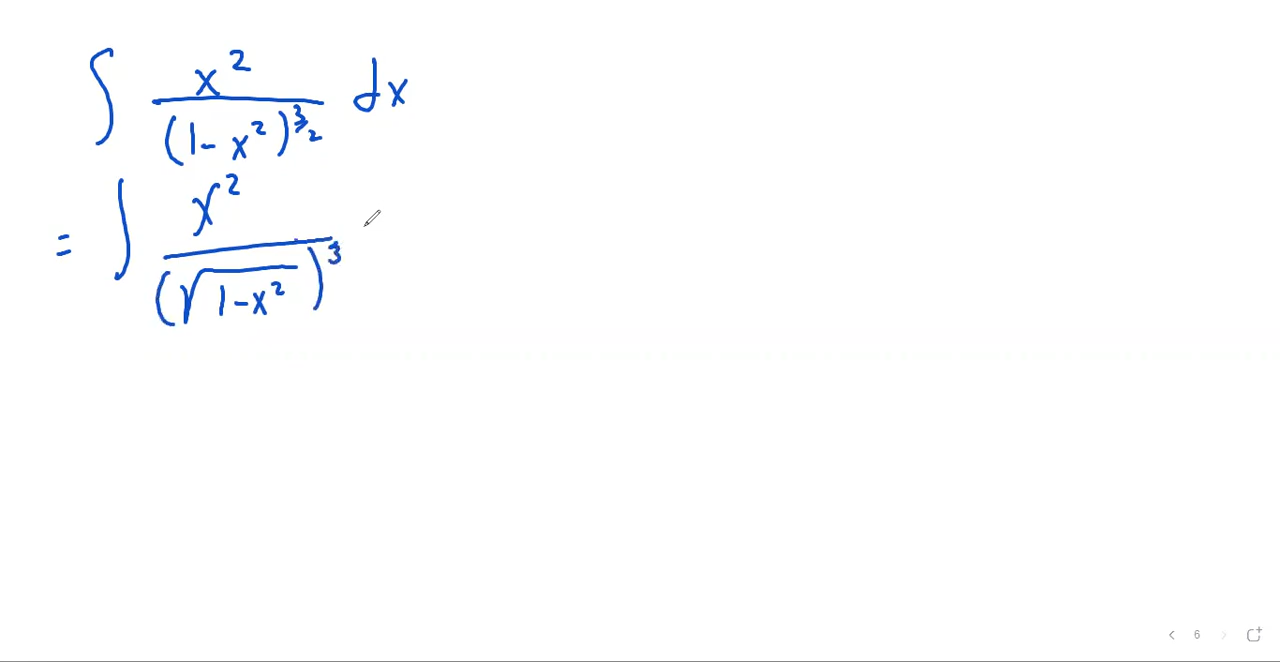 ∫ x² / (1 - x²)^(3/2) dx
= ∫ x² / (√(1 - x²))³
6